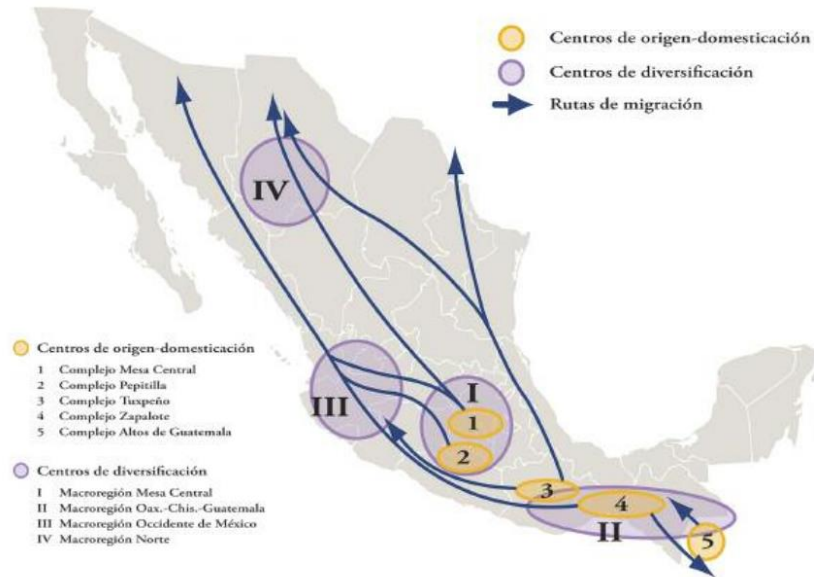 Centros de origen-domesticación
Centros de diversificación
Rutas de migración
IV
III
I
1
2
3
4
II
5
Centros de origen-domesticación
1 Complejo Mesa Central
2 Complejo Pepitilla
3 Complejo Tuxpeño
4 Complejo Zapalote
5 Complejo Altos de Guatemala
Centros de diversificación
I Macroregión Mesa Central
II Macroregión Oax.-Chis.-Guatemala
III Macroregión Occidente de México
IV Macroregión Norte